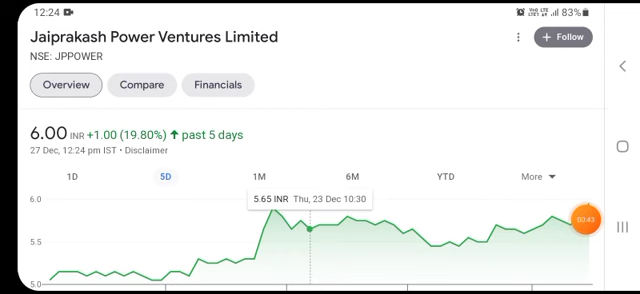 12:24 83%
Jaiprakash Power Ventures Limited
+ Follow
NSE: JPPOWER
Overview Compare Financials
6.00 INR +1.00 (19.80%) ↑ past 5 days
27 Dec, 12:24 pm IST • Disclaimer
1D 5D 1M 6M YTD More
5.65 INR Thu, 23 Dec 10:30
6.0
00:43
5.5
5.0